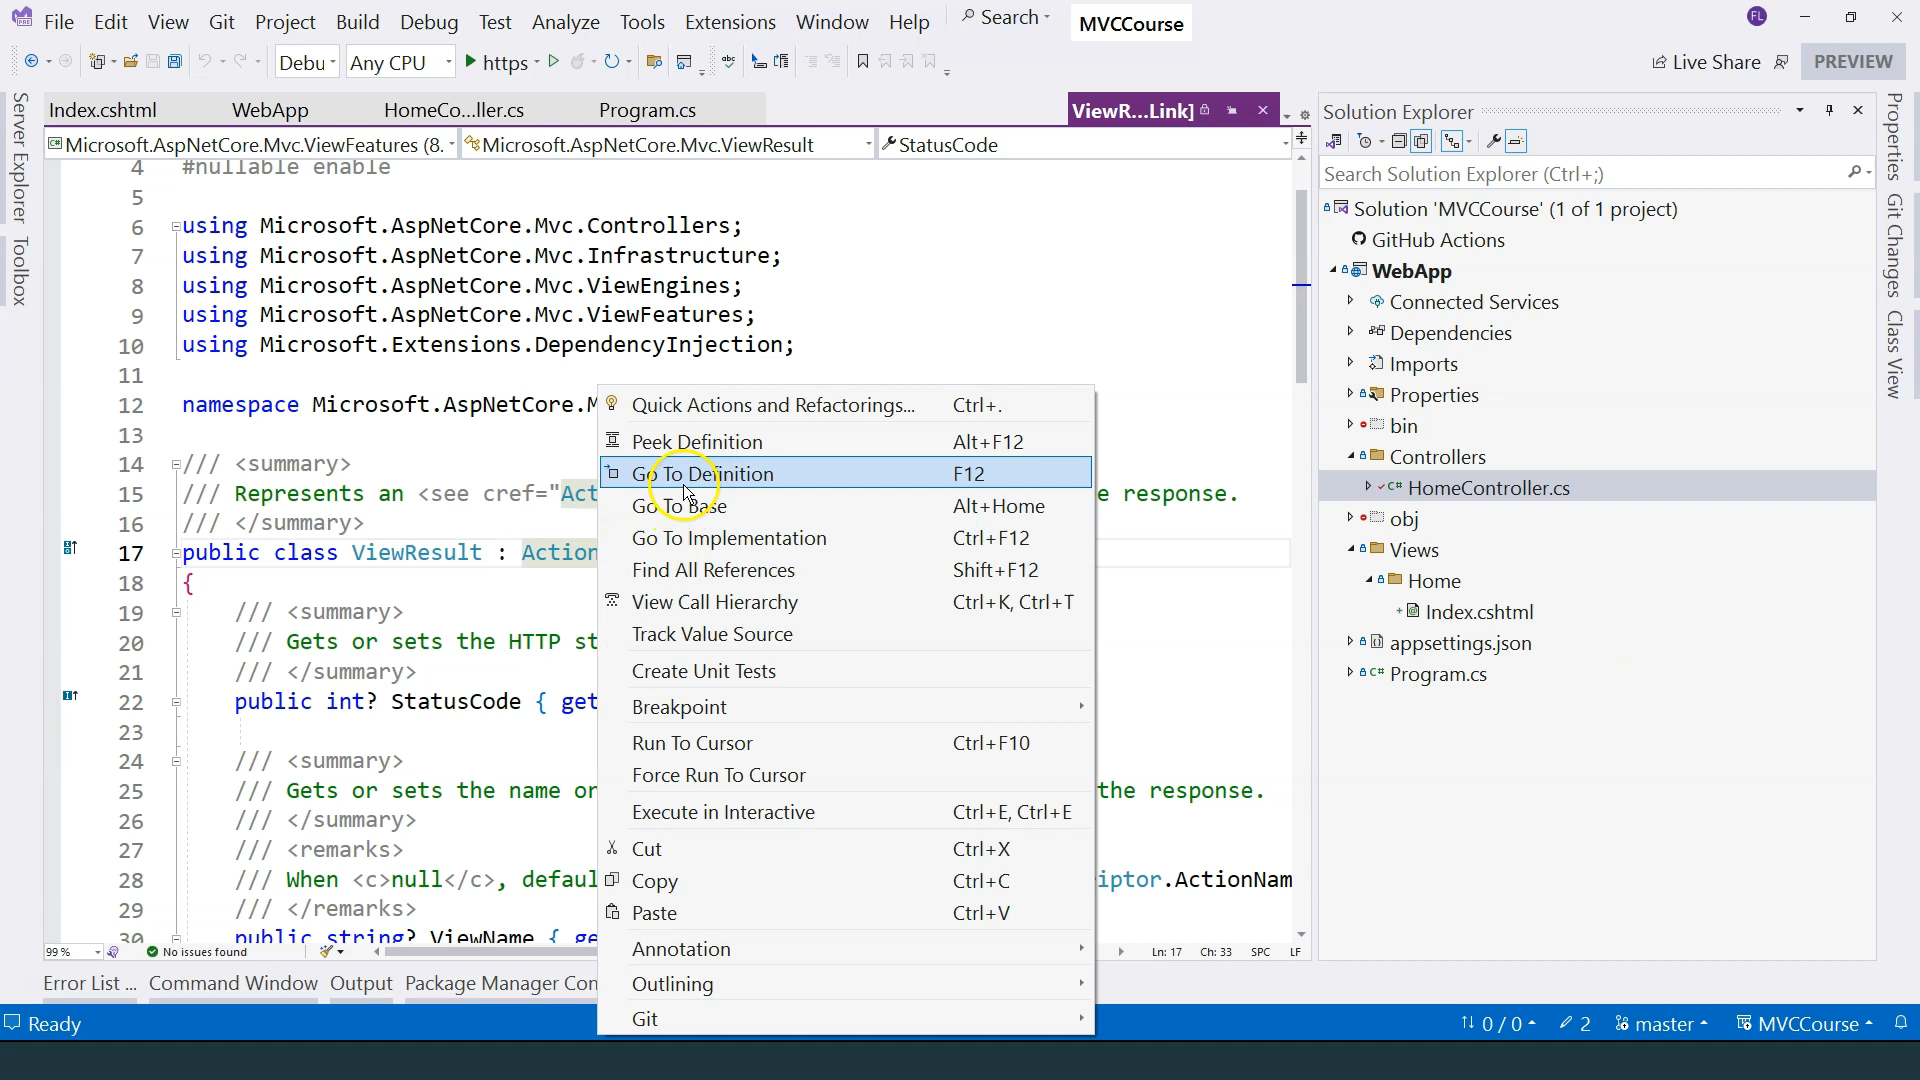 File Edit View Git Project Build Debug Test Analyze Tools Extensions Window Help Search MVCCourse FL
Debu Any CPU https Live Share PREVIEW
Server Explorer
Toolbox
Index.cshtml WebApp HomeCo...ller.cs Program.cs ViewR...Link]
Microsoft.AspNetCore.Mvc.ViewFeatures (8. Microsoft.AspNetCore.Mvc.ViewResult StatusCode
4 #nullable enable
5
6 using Microsoft.AspNetCore.Mvc.Controllers;
7 using Microsoft.AspNetCore.Mvc.Infrastructure;
8 using Microsoft.AspNetCore.Mvc.ViewEngines;
9 using Microsoft.AspNetCore.Mvc.ViewFeatures;
10 using Microsoft.Extensions.DependencyInjection;
11
12 namespace Microsoft.AspNetCore.M
13
14 /// <summary>
15 /// Represents an <see cref="Act e response.
16 /// </summary>
17 public class ViewResult : Action
18 {
19 /// <summary>
20 /// Gets or sets the HTTP st
21 /// </summary>
22 public int? StatusCode { get
23
24 /// <summary>
25 /// Gets or sets the name or the response.
26 /// </summary>
27 /// <remarks>
28 /// When <c>null</c>, defaul iptor.ActionNam
29 /// </remarks>
30 public string? ViewName { ge
Quick Actions and Refactorings... Ctrl+.
Peek Definition Alt+F12
Go To Definition F12
Go To Base Alt+Home
Go To Implementation Ctrl+F12
Find All References Shift+F12
View Call Hierarchy Ctrl+K, Ctrl+T
Track Value Source
Create Unit Tests
Breakpoint
Run To Cursor Ctrl+F10
Force Run To Cursor
Execute in Interactive Ctrl+E, Ctrl+E
Cut Ctrl+X
Copy Ctrl+C
Paste Ctrl+V
Annotation
Outlining
Git
99 % No issues found Ln: 17 Ch: 33 SPC LF
Error List ... Command Window Output Package Manager Con
Solution Explorer
Search Solution Explorer (Ctrl+;)
Solution 'MVCCourse' (1 of 1 project)
GitHub Actions
WebApp
Connected Services
Dependencies
Imports
Properties
bin
Controllers
C# HomeController.cs
obj
Views
Home
Index.cshtml
appsettings.json
C# Program.cs
Properties
Git Changes
Class View
Ready 0 / 0 2 master MVCCourse